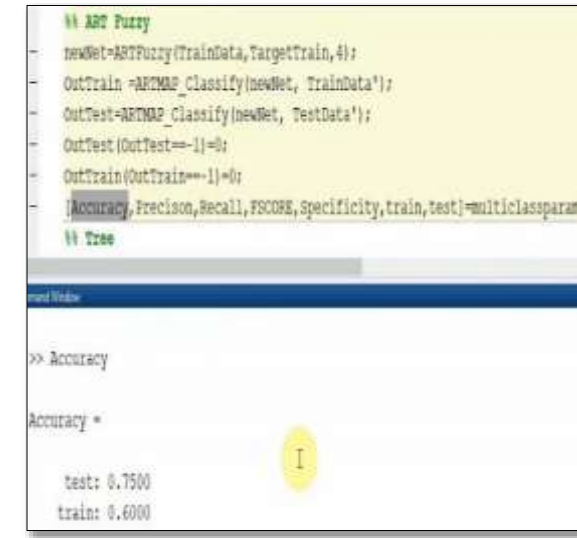 %% ART Fuzzy
newNet=ARTFuzzy(TrainData,TargetTrain,4);
OutTrain =ARTMAP_Classify(newNet, TrainData');
OutTest=ARTMAP_Classify(newNet, TestData');
OutTest(OutTest==-1)=0;
OutTrain(OutTrain==-1)=0;
[Accuracy,Precison,Recall,FSCORE,Specificity,train,test]=multiclassparam
%% Tree
mand Window
>> Accuracy
Accuracy =
test: 0.7500
train: 0.6000